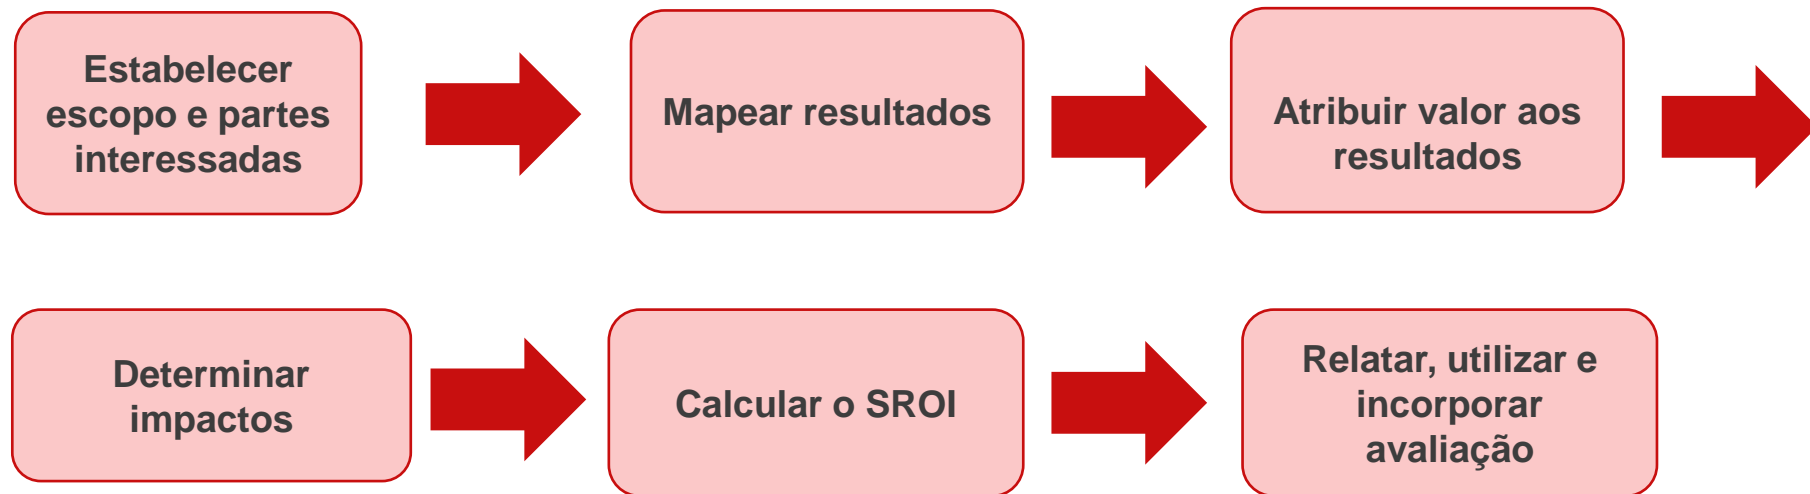 Estabelecer
escopo e partes
interessadas
Mapear resultados
Atribuir valor aos
resultados
Determinar
impactos
Calcular o SROI
Relatar, utilizar e
incorporar
avaliação